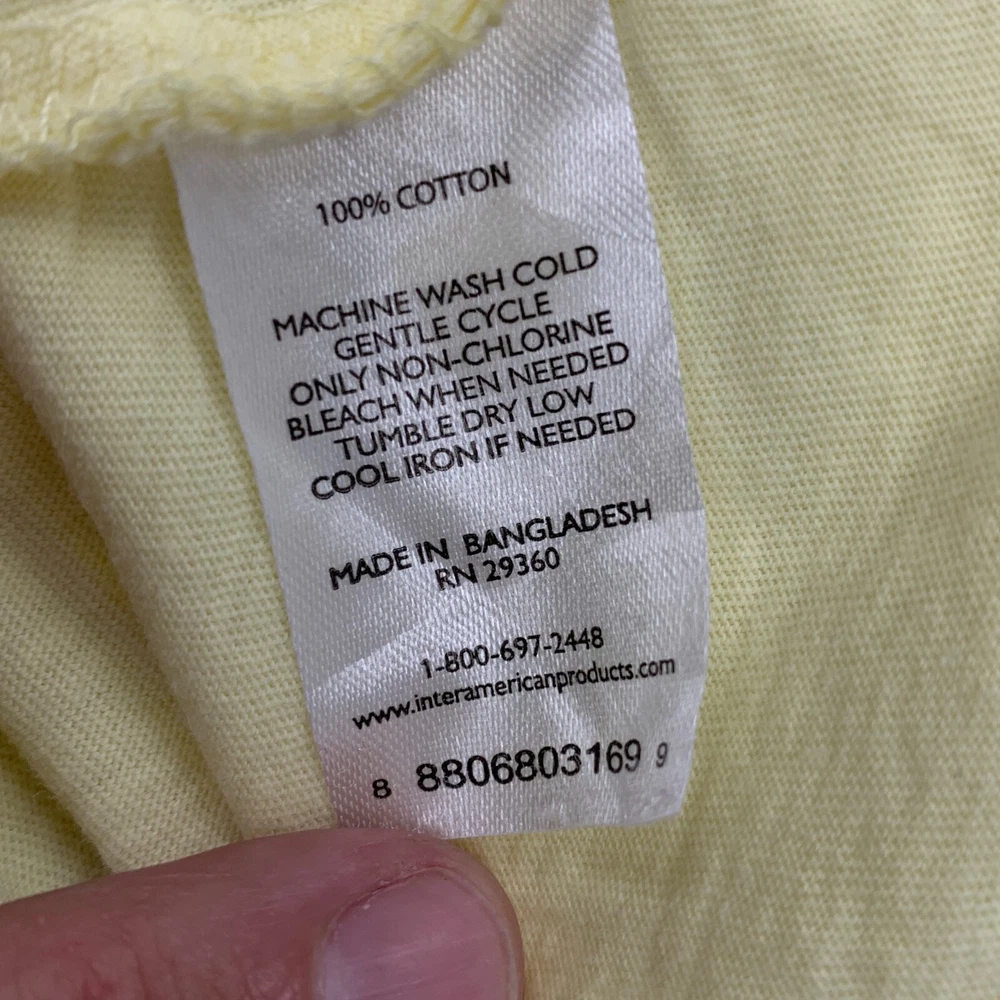 100% COTTON
MACHINE WASH COLD
GENTLE CYCLE
ONLY NON-CHLORINE
BLEACH WHEN NEEDED
TUMBLE DRY LOW
COOL IRON IF NEEDED
MADE IN BANGLADESH
RN 29360
1-800-697-2448
www.interamericanproducts.com
8 8806803169 9